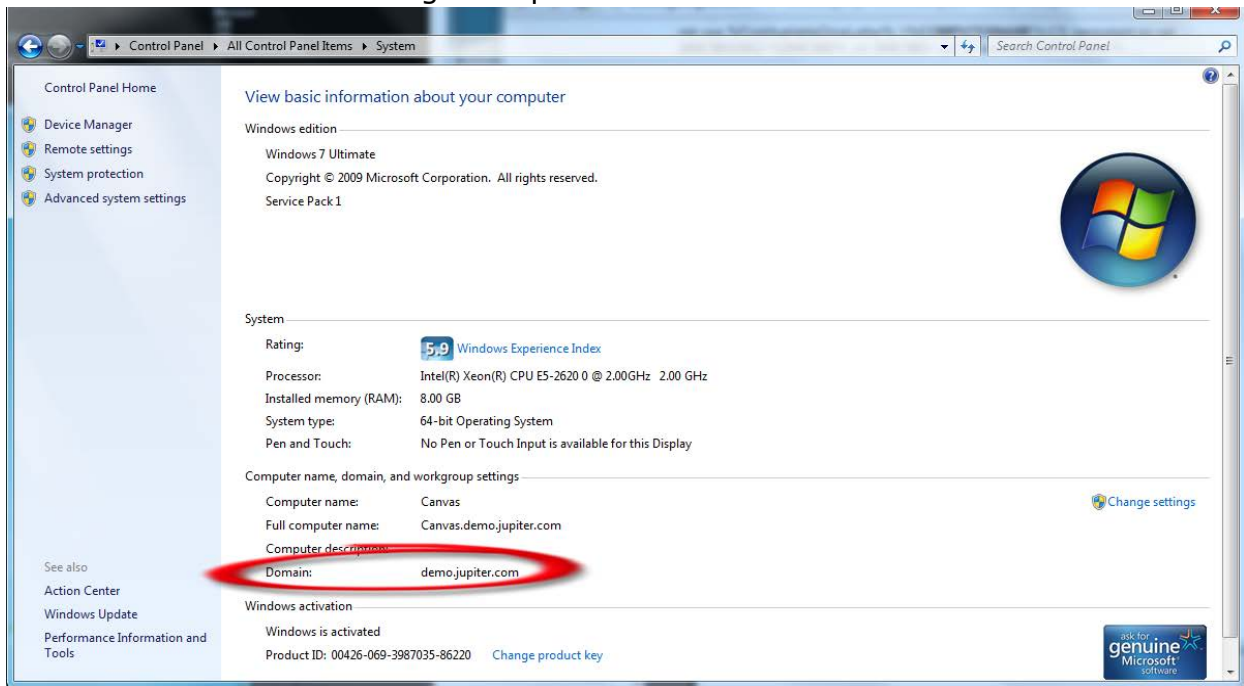 Control Panel ▸ All Control Panel Items ▸ System
Search Control Panel
Control Panel Home
Device Manager
Remote settings
System protection
Advanced system settings
View basic information about your computer
Windows edition
Windows 7 Ultimate
Copyright © 2009 Microsoft Corporation. All rights reserved.
Service Pack 1
System
Rating: 5.9 Windows Experience Index
Processor: Intel(R) Xeon(R) CPU E5-2620 0 @ 2.00GHz 2.00 GHz
Installed memory (RAM): 8.00 GB
System type: 64-bit Operating System
Pen and Touch: No Pen or Touch Input is available for this Display
Computer name, domain, and workgroup settings
Computer name: Canvas
Change settings
Full computer name: Canvas.demo.jupiter.com
Computer description:
Domain: demo.jupiter.com
Windows activation
Windows is activated
Product ID: 00426-069-3987035-86220 Change product key
See also
Action Center
Windows Update
Performance Information and
Tools
ask for
genuine
Microsoft
software